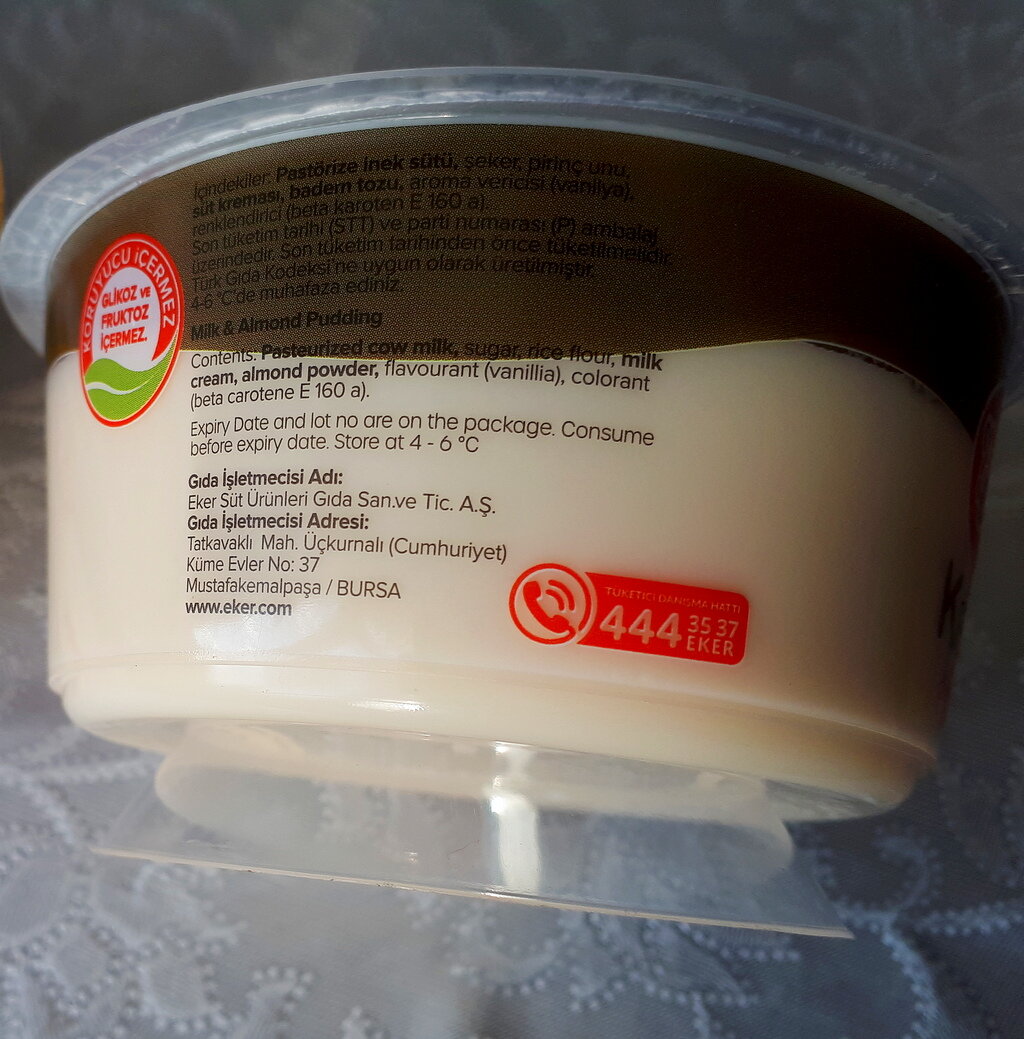 KORUYUCU İÇERMEZ
GLİKOZ VE
FRUKTOZ
İÇERMEZ.
İçindekiler: Pastörize inek sütü, şeker, pirinç unu,
süt kreması, badem tozu, aroma vericisi (vanilya),
renklendirici (beta karoten E 160 a).
Son tüketim tarihi (STT) ve parti numarası (P) ambalaj
üzerindedir. Son tüketim tarihinden önce tüketilmelidir.
Türk Gıda Kodeksi'ne uygun olarak üretilmiştir.
4-6 °C'de muhafaza ediniz.
Milk & Almond Pudding
Contents: Pasteurized cow milk, sugar, rice flour, milk
cream, almond powder, flavourant (vanillia), colorant
(beta carotene E 160 a).
Expiry Date and lot no are on the package. Consume
before expiry date. Store at 4 - 6 °C
Gıda İşletmecisi Adı:
Eker Süt Ürünleri Gıda San.ve Tic. A.Ş.
Gıda İşletmecisi Adresi:
Tatkavaklı Mah. Üçkurnalı (Cumhuriyet)
Küme Evler No: 37
Mustafakemalpaşa / BURSA
www.eker.com
TÜKETİCİ DANIŞMA HATTI
444 35 37
EKER